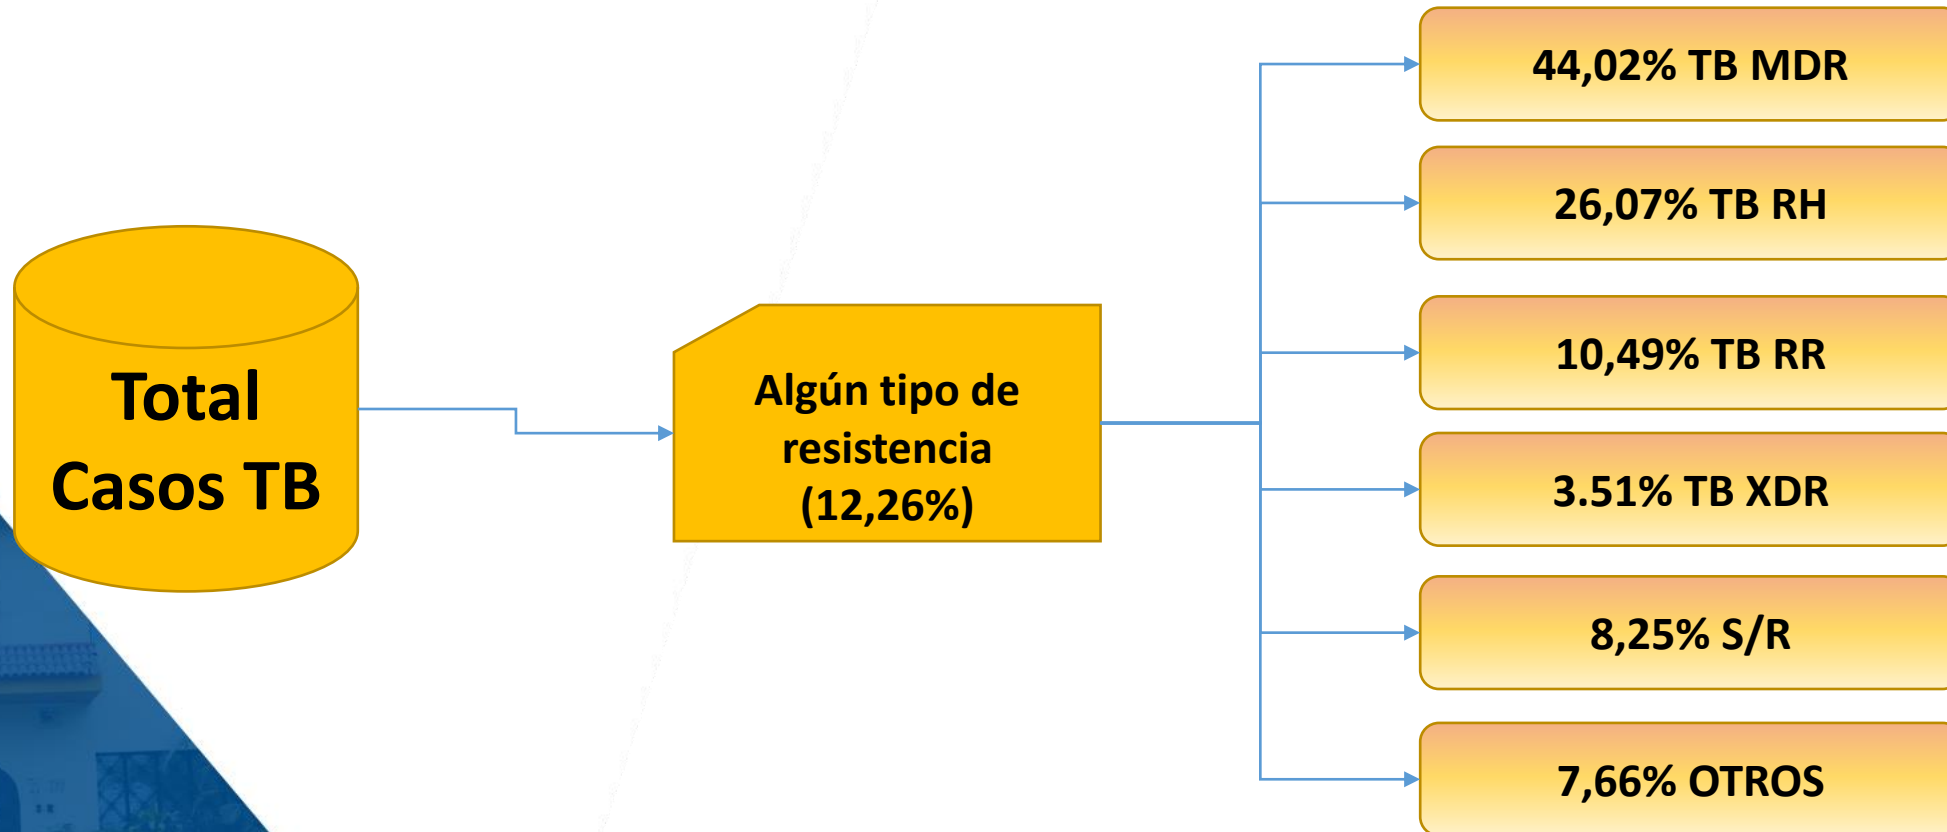 Total
Casos TB
Algún tipo de
resistencia
(12,26%)
44,02% TB MDR
26,07% TB RH
10,49% TB RR
3.51% TB XDR
8,25% S/R
7,66% OTROS